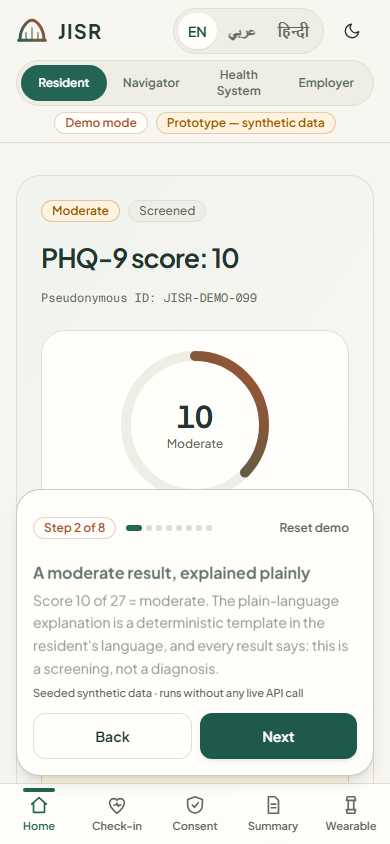 JISR
EN
عربي
हिन्दी
Resident
Navigator
Health
System
Employer
Demo mode
Prototype — synthetic data
Moderate
Screened
PHQ-9 score: 10
Pseudonymous ID: JISR-DEMO-099
10
Moderate
Step 2 of 8
Reset demo
A moderate result, explained plainly
Score 10 of 27 = moderate. The plain-language
explanation is a deterministic template in the
resident's language, and every result says: this is
a screening, not a diagnosis.
Seeded synthetic data · runs without any live API call
Back
Next
Home
Check-in
Consent
Summary
Wearable